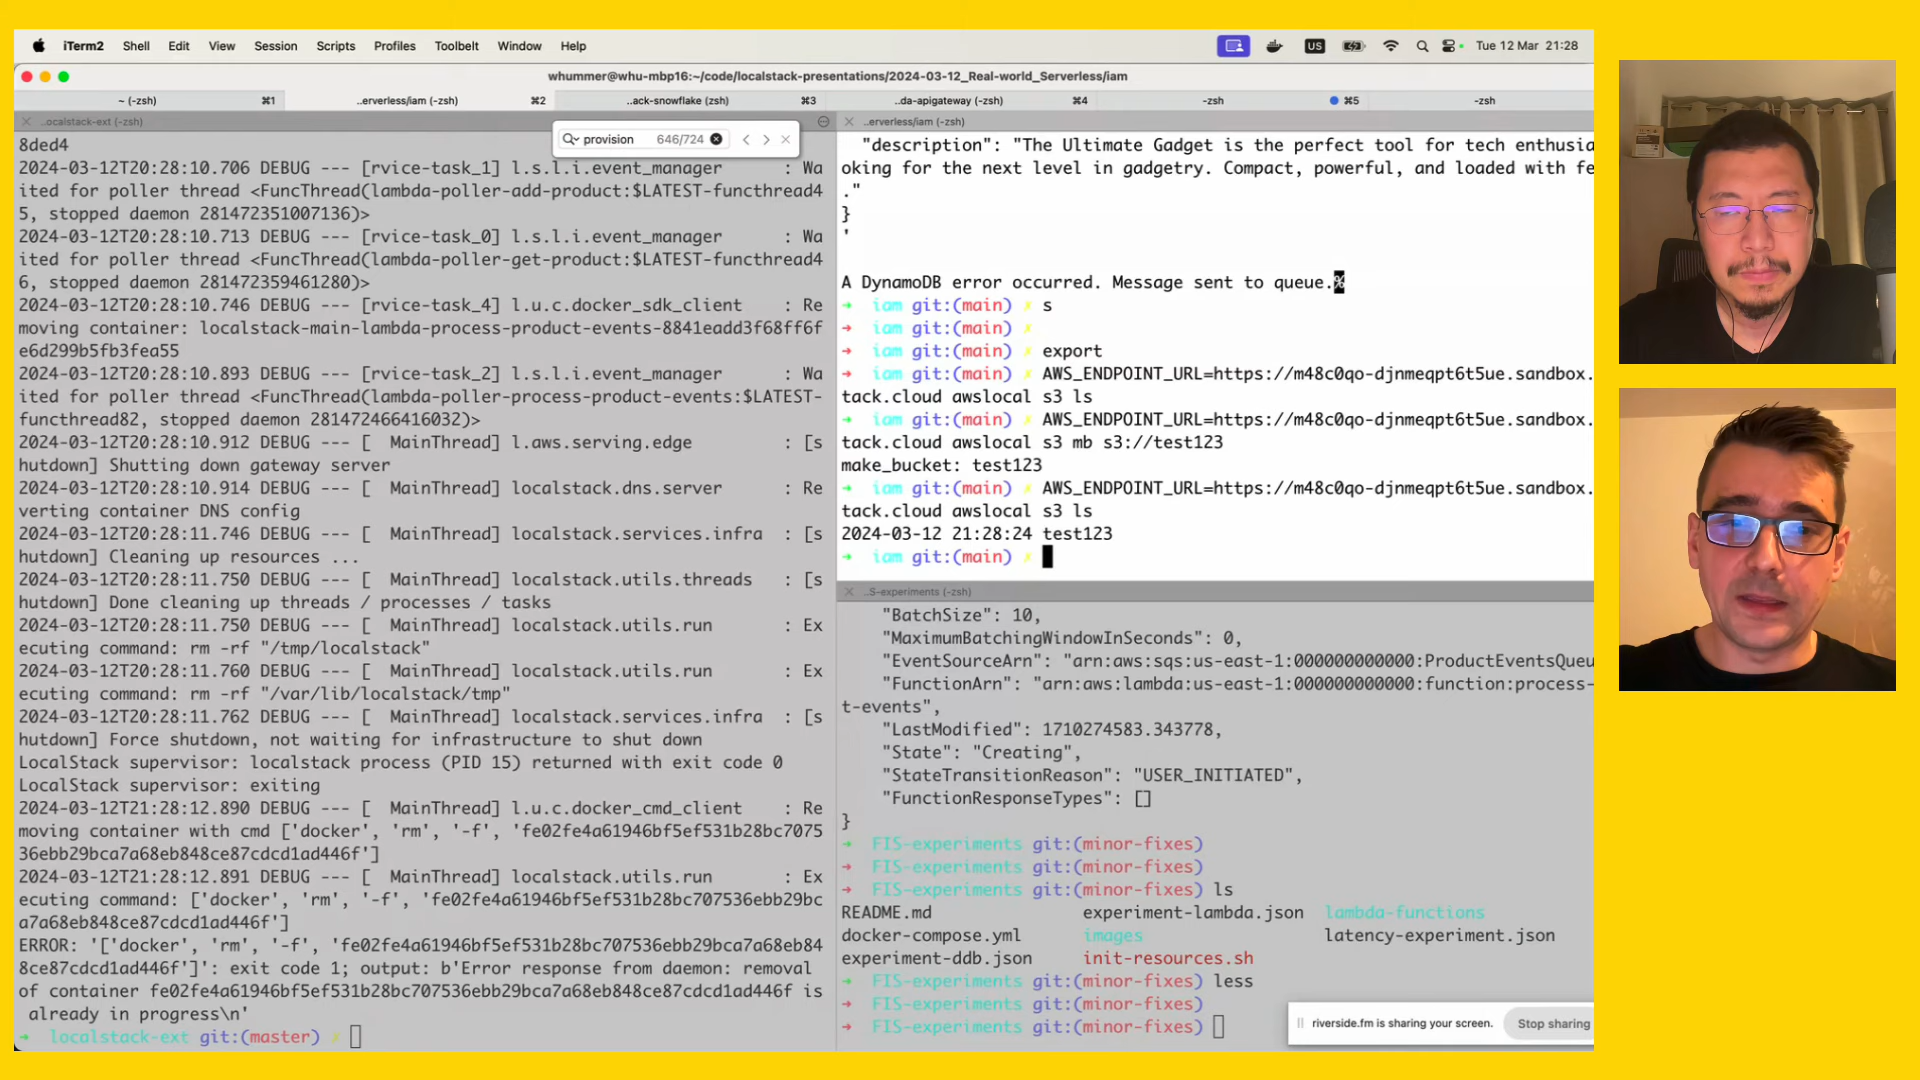 iTerm2 Shell Edit View Session Scripts Profiles Toolbelt Window Help US Tue 12 Mar 21:28
whummer@whu-mbp16:~/code/localstack-presentations/2024-03-12_Real-world_Serverless/iam
~ (-zsh) ⌘1 ..erverless/iam (-zsh) ⌘2 ..ack-snowflake (zsh) ⌘3 ..da-apigateway (-zsh) ⌘4 -zsh ⌘5 -zsh
..ocalstack-ext (-zsh)
provision 646/724
8ded4
2024-03-12T20:28:10.706 DEBUG --- [rvice-task_1] l.s.l.i.event_manager : Wa
ited for poller thread <FuncThread(lambda-poller-add-product:$LATEST-functhread4
5, stopped daemon 281472351007136)>
2024-03-12T20:28:10.713 DEBUG --- [rvice-task_0] l.s.l.i.event_manager : Wa
ited for poller thread <FuncThread(lambda-poller-get-product:$LATEST-functhread4
6, stopped daemon 281472359461280)>
2024-03-12T20:28:10.746 DEBUG --- [rvice-task_4] l.u.c.docker_sdk_client : Re
moving container: localstack-main-lambda-process-product-events-8841eadd3f68ff6f
e6d299b5fb3fea55
2024-03-12T20:28:10.893 DEBUG --- [rvice-task_2] l.s.l.i.event_manager : Wa
ited for poller thread <FuncThread(lambda-poller-process-product-events:$LATEST-
functhread82, stopped daemon 281472466416032)>
2024-03-12T20:28:10.912 DEBUG --- [ MainThread] l.aws.serving.edge : [s
hutdown] Shutting down gateway server
2024-03-12T20:28:10.914 DEBUG --- [ MainThread] localstack.dns.server : Re
verting container DNS config
2024-03-12T20:28:11.746 DEBUG --- [ MainThread] localstack.services.infra : [s
hutdown] Cleaning up resources ...
2024-03-12T20:28:11.750 DEBUG --- [ MainThread] localstack.utils.threads : [s
hutdown] Done cleaning up threads / processes / tasks
2024-03-12T20:28:11.750 DEBUG --- [ MainThread] localstack.utils.run : Ex
ecuting command: rm -rf "/tmp/localstack"
2024-03-12T20:28:11.760 DEBUG --- [ MainThread] localstack.utils.run : Ex
ecuting command: rm -rf "/var/lib/localstack/tmp"
2024-03-12T20:28:11.762 DEBUG --- [ MainThread] localstack.services.infra : [s
hutdown] Force shutdown, not waiting for infrastructure to shut down
LocalStack supervisor: localstack process (PID 15) returned with exit code 0
LocalStack supervisor: exiting
2024-03-12T21:28:12.890 DEBUG --- [ MainThread] l.u.c.docker_cmd_client : Re
moving container with cmd ['docker', 'rm', '-f', 'fe02fe4a61946bf5ef531b28bc7075
36ebb29bca7a68eb848ce87cdcd1ad446f']
2024-03-12T21:28:12.891 DEBUG --- [ MainThread] localstack.utils.run : Ex
ecuting command: ['docker', 'rm', '-f', 'fe02fe4a61946bf5ef531b28bc707536ebb29bc
a7a68eb848ce87cdcd1ad446f']
ERROR: '['docker', 'rm', '-f', 'fe02fe4a61946bf5ef531b28bc707536ebb29bca7a68eb84
8ce87cdcd1ad446f']': exit code 1; output: b'Error response from daemon: removal
of container fe02fe4a61946bf5ef531b28bc707536ebb29bca7a68eb848ce87cdcd1ad446f is
already in progress\n'
➜ localstack-ext git:(master) ✗
..erverless/iam (-zsh)
"description": "The Ultimate Gadget is the perfect tool for tech enthusia
oking for the next level in gadgetry. Compact, powerful, and loaded with fe
."
}
'
A DynamoDB error occurred. Message sent to queue.%
➜ iam git:(main) ✗ s
➜ iam git:(main) ✗
➜ iam git:(main) ✗ export
➜ iam git:(main) ✗ AWS_ENDPOINT_URL=https://m48c0qo-djnmeqpt6t5ue.sandbox.
tack.cloud awslocal s3 ls
➜ iam git:(main) ✗ AWS_ENDPOINT_URL=https://m48c0qo-djnmeqpt6t5ue.sandbox.
tack.cloud awslocal s3 mb s3://test123
make_bucket: test123
➜ iam git:(main) ✗ AWS_ENDPOINT_URL=https://m48c0qo-djnmeqpt6t5ue.sandbox.
tack.cloud awslocal s3 ls
2024-03-12 21:28:24 test123
➜ iam git:(main) ✗
..S-experiments (-zsh)
"BatchSize": 10,
"MaximumBatchingWindowInSeconds": 0,
"EventSourceArn": "arn:aws:sqs:us-east-1:000000000000:ProductEventsQueu
"FunctionArn": "arn:aws:lambda:us-east-1:000000000000:function:process-
t-events",
"LastModified": 1710274583.343778,
"State": "Creating",
"StateTransitionReason": "USER_INITIATED",
"FunctionResponseTypes": []
}
➜ FIS-experiments git:(minor-fixes)
➜ FIS-experiments git:(minor-fixes)
➜ FIS-experiments git:(minor-fixes) ls
README.md experiment-lambda.json lambda-functions
docker-compose.yml images latency-experiment.json
experiment-ddb.json init-resources.sh
➜ FIS-experiments git:(minor-fixes) less
➜ FIS-experiments git:(minor-fixes)
➜ FIS-experiments git:(minor-fixes)
riverside.fm is sharing your screen. Stop sharing